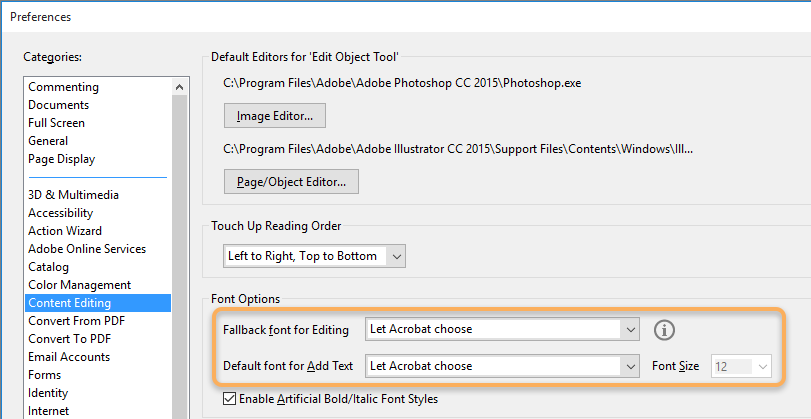 Preferences
Categories:
Commenting
Documents
Full Screen
General
Page Display
3D & Multimedia
Accessibility
Action Wizard
Adobe Online Services
Catalog
Color Management
Content Editing
Convert From PDF
Convert To PDF
Email Accounts
Forms
Identity
Internet
Default Editors for 'Edit Object Tool'
C:\Program Files\Adobe\Adobe Photoshop CC 2015\Photoshop.exe
Image Editor...
C:\Program Files\Adobe\Adobe Illustrator CC 2015\Support Files\Contents\Windows\Ill...
Page/Object Editor...
Touch Up Reading Order
Left to Right, Top to Bottom
Font Options
Fallback font for Editing Let Acrobat choose
Default font for Add Text Let Acrobat choose Font Size 12
Enable Artificial Bold/Italic Font Styles